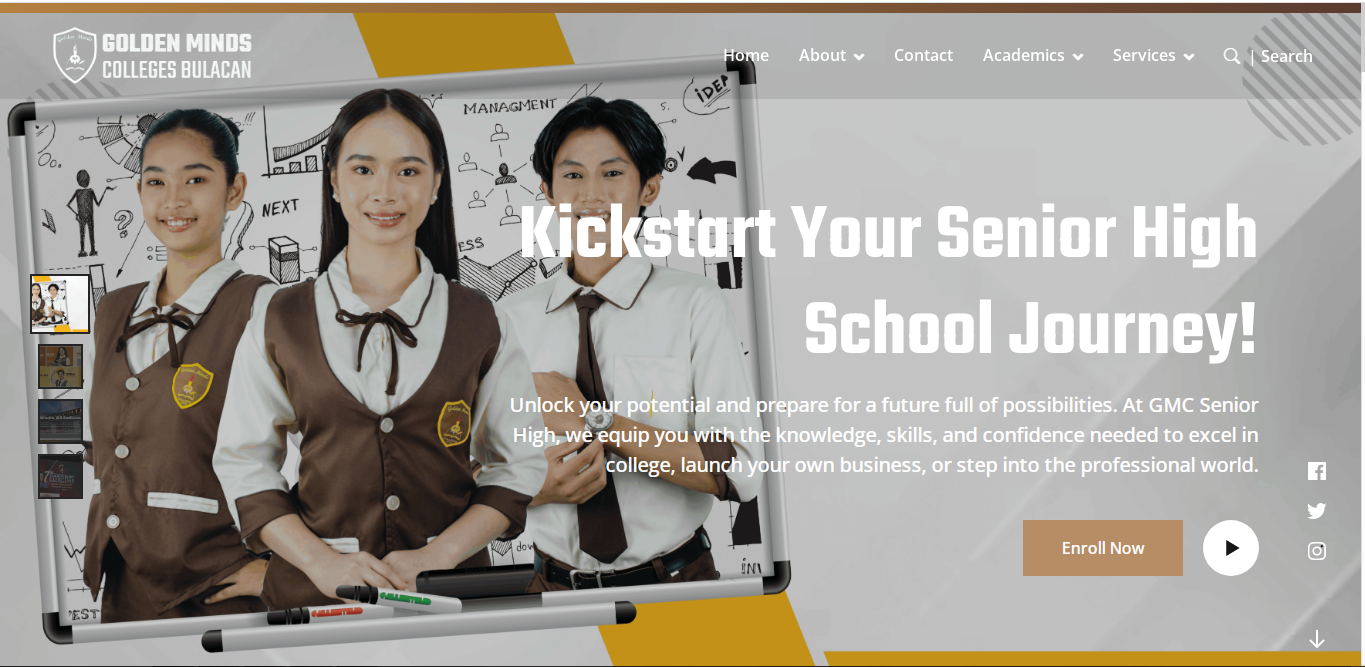 GOLDEN MINDS
COLLEGES BULACAN
Home About Contact Academics Services | Search
MANAGMENT
IDEA
NEXT
Kickstart Your Senior High
School Journey!
Unlock your potential and prepare for a future full of possibilities. At GMC Senior
High, we equip you with the knowledge, skills, and confidence needed to excel in
college, launch your own business, or step into the professional world.
Enroll Now